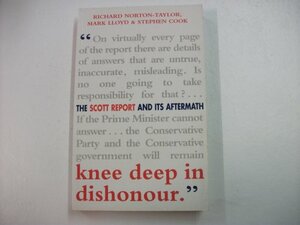 RICHARD NORTON-TAYLOR,
MARK LLOYD & STEPHEN COOK
“On virtually every page
of the report there are details
of answers that are untrue,
inaccurate, misleading. Is
no one going to take
responsibility for that?...
THE SCOTT REPORT AND ITS AFTERMATH
If the Prime Minister cannot
answer...the Conservative
Party and the Conservative
government will remain
knee deep in
dishonour.”